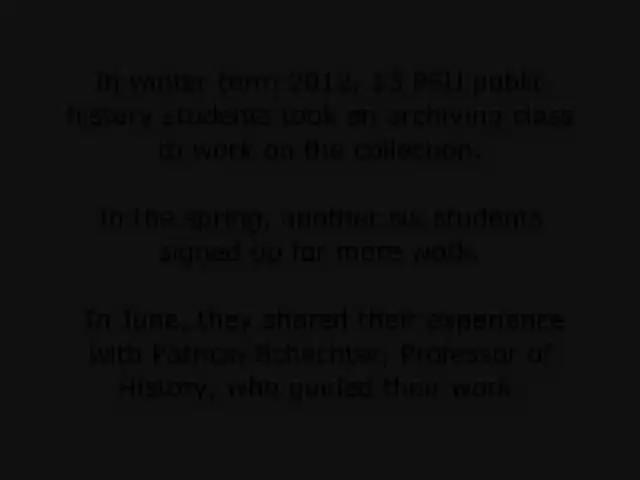 In winter term 2012, 13 PSU public
history students took an archiving class
to work on the collection.
In the spring, another six students
signed up for more work.
In June, they shared their experience
with Patricia Schechter, Professor of
History, who guided their work.